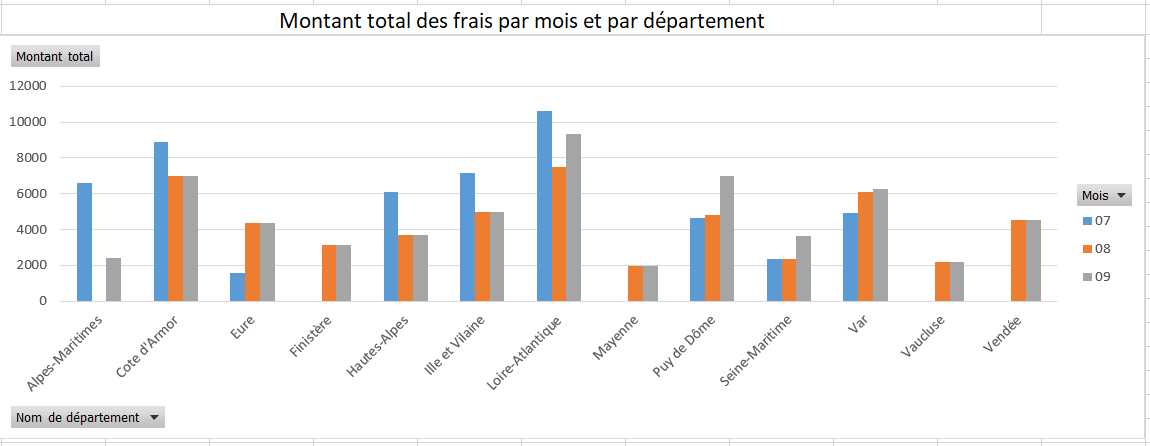 Montant total des frais par mois et par département
Montant total
12000
10000
8000
6000
4000
2000
0
Alpes-Maritimes
Cote d'Armor
Eure
Finistère
Hautes-Alpes
Ille et Vilaine
Loire-Atlantique
Mayenne
Puy de Dôme
Seine-Maritime
Var
Vaucluse
Vendée
Mois
07
08
09
Nom de département